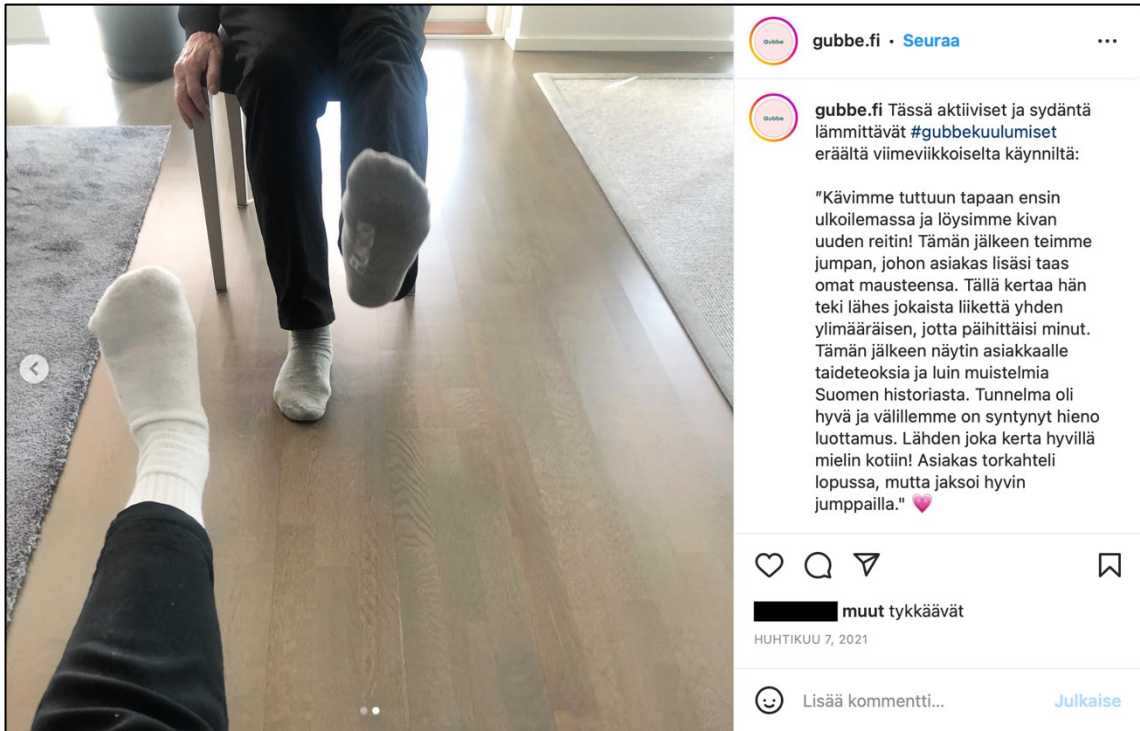 Gubbe
gubbe.fi • Seuraa
Gubbe
gubbe.fi Tässä aktiiviset ja sydäntä
lämmittävät #gubbekuulumiset
eräältä viimeviikkoiselta käynniltä:
"Kävimme tuttuun tapaan ensin
ulkoilemassa ja löysimme kivan
uuden reitin! Tämän jälkeen teimme
jumpan, johon asiakas lisäsi taas
omat mausteensa. Tällä kertaa hän
teki lähes jokaista liikettä yhden
ylimääräisen, jotta päihittäisi minut.
Tämän jälkeen näytin asiakkaalle
taideteoksia ja luin muistelmia
Suomen historiasta. Tunnelma oli
hyvä ja välillemme on syntynyt hieno
luottamus. Lähden joka kerta hyvillä
mielin kotiin! Asiakas torkahteli
lopussa, mutta jaksoi hyvin
jumppailla." 💗
muut tykkäävät
HUHTIKUU 7, 2021
Lisää kommentti... Julkaise